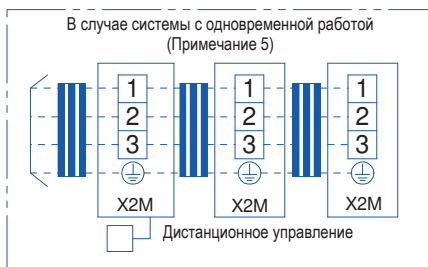 В случае системы с одновременной работой
(Примечание 5)
1 1 1
2 2 2
3 3 3
X2M X2M X2M
Дистанционное управление